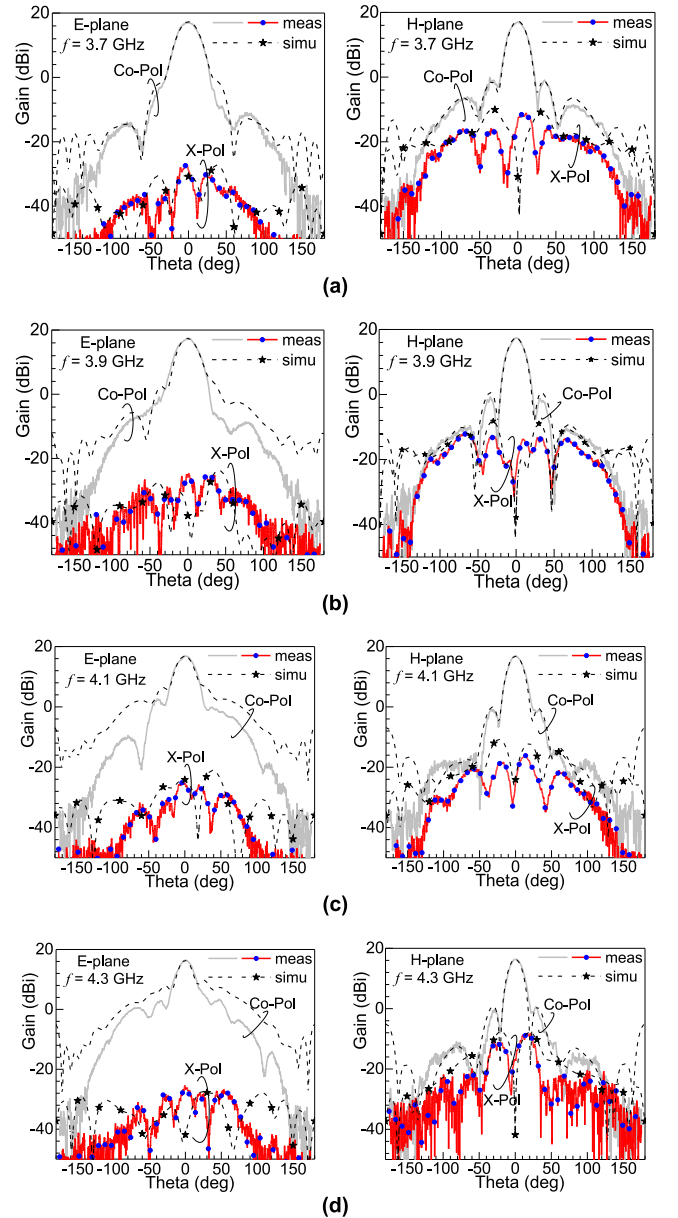 E-plane
f = 3.7 GHz
meas
simu
Co-Pol
X-Pol
Gain (dBi)
20
0
-20
-40
-150 -100 -50 0 50 100 150
Theta (deg)
H-plane
f = 3.7 GHz
meas
simu
Co-Pol
X-Pol
Gain (dBi)
20
0
-20
-40
-150 -100 -50 0 50 100 150
Theta (deg)
(a)
E-plane
f = 3.9 GHz
meas
simu
Co-Pol
X-Pol
Gain (dBi)
20
0
-20
-40
-150 -100 -50 0 50 100 150
Theta (deg)
H-plane
f = 3.9 GHz
meas
simu
Co-Pol
X-Pol
Gain (dBi)
20
0
-20
-40
-150 -100 -50 0 50 100 150
Theta (deg)
(b)
E-plane
f = 4.1 GHz
meas
simu
Co-Pol
X-Pol
Gain (dBi)
20
0
-20
-40
-150 -100 -50 0 50 100 150
Theta (deg)
H-plane
f = 4.1 GHz
meas
simu
Co-Pol
X-Pol
Gain (dBi)
20
0
-20
-40
-150 -100 -50 0 50 100 150
Theta (deg)
(c)
E-plane
f = 4.3 GHz
meas
simu
Co-Pol
X-Pol
Gain (dBi)
20
0
-20
-40
-150 -100 -50 0 50 100 150
Theta (deg)
H-plane
f = 4.3 GHz
meas
simu
Co-Pol
X-Pol
Gain (dBi)
20
0
-20
-40
-150 -100 -50 0 50 100 150
Theta (deg)
(d)